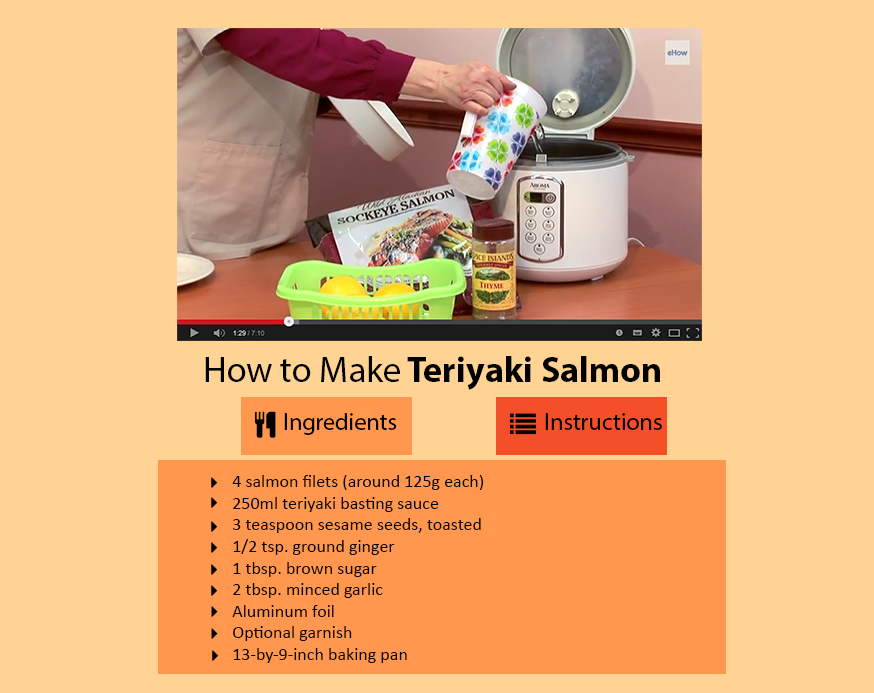 eHow
AROMA
Wild Alaskan
SOCKEYE SALMON
SPICE ISLANDS
THYME
1:29 / 7:10
How to Make Teriyaki Salmon
Ingredients
Instructions
4 salmon filets (around 125g each)
250ml teriyaki basting sauce
3 teaspoon sesame seeds, toasted
1/2 tsp. ground ginger
1 tbsp. brown sugar
2 tbsp. minced garlic
Aluminum foil
Optional garnish
13-by-9-inch baking pan